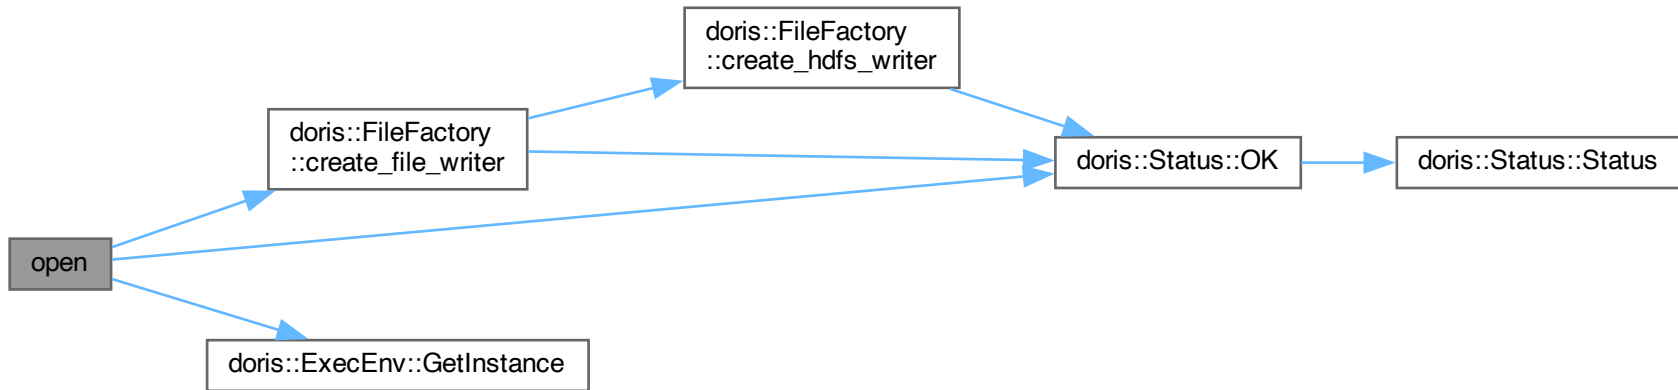 doris::FileFactory
::create_hdfs_writer
doris::FileFactory
::create_file_writer
doris::Status::OK
doris::Status::Status
open
doris::ExecEnv::GetInstance